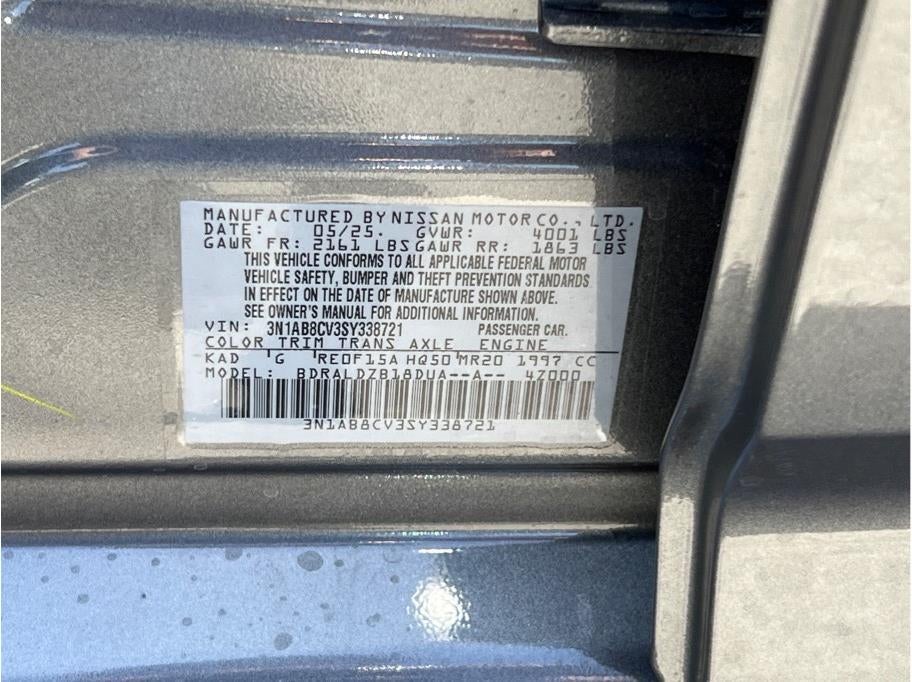 MANUFACTURED BY NISSAN MOTOR CO., LTD.
DATE: 05/25. GVWR: 4001 LBS
GAWR FR: 2161 LBS GAWR RR: 1863 LBS
THIS VEHICLE CONFORMS TO ALL APPLICABLE FEDERAL MOTOR
VEHICLE SAFETY, BUMPER AND THEFT PREVENTION STANDARDS
IN EFFECT ON THE DATE OF MANUFACTURE SHOWN ABOVE.
SEE OWNER'S MANUAL FOR ADDITIONAL INFORMATION.
VIN: 3N1AB8CV3SY338721 PASSENGER CAR.
COLOR TRIM TRANS AXLE ENGINE
KAD G RE0F15A HQ50 MR20 1997 CC
MODEL: BDRALDZB18DUA--A-- 47000
3N1AB8CV3SY338721